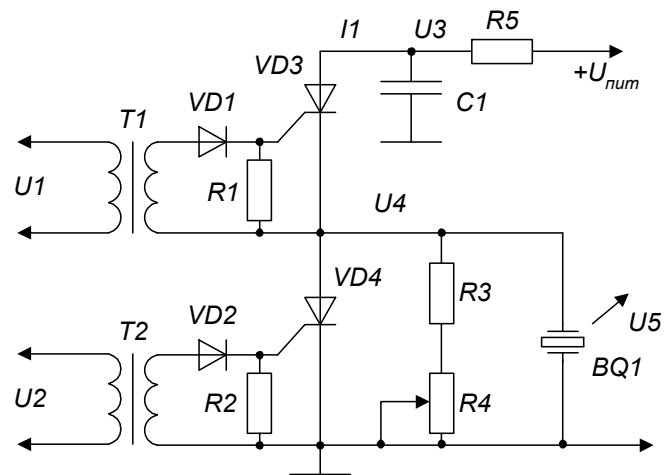 I1 U3 R5
VD3
+Uпит
VD1
C1
T1
U1
R1
U4
VD4
R3
T2
VD2
U5
BQ1
U2
R2
R4